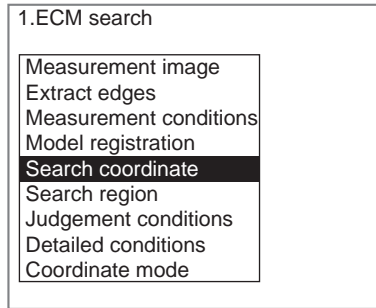 1.ECM search
Measurement image
Extract edges
Measurement conditions
Model registration
Search coordinate
Search region
Judgement conditions
Detailed conditions
Coordinate mode